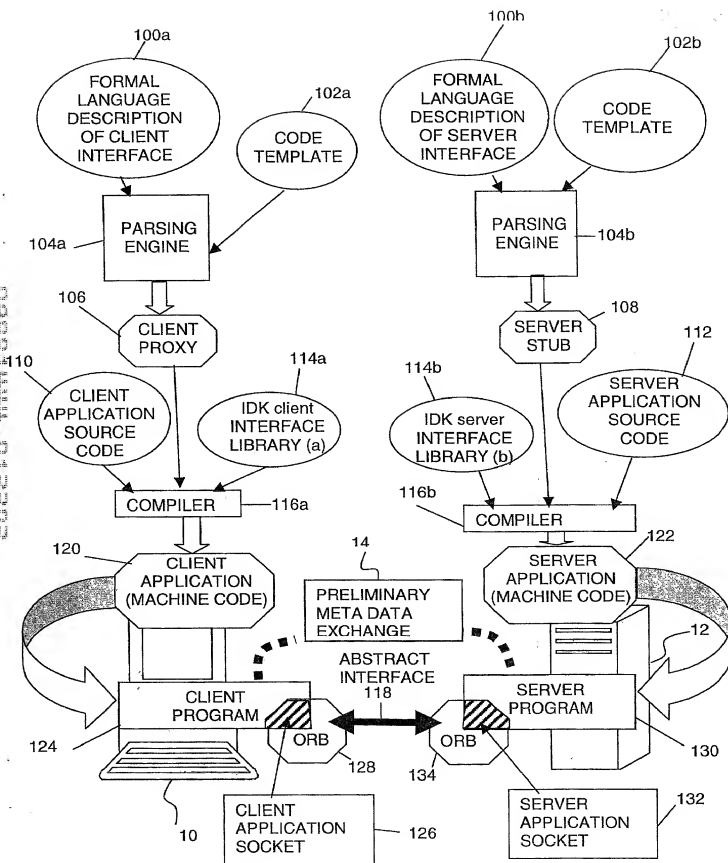 100a
100b
102b
102a
FORMAL
LANGUAGE
DESCRIPTION
OF CLIENT
INTERFACE
CODE
TEMPLATE
FORMAL
LANGUAGE
DESCRIPTION
OF SERVER
INTERFACE
CODE
TEMPLATE
PARSING
ENGINE
104a
PARSING
ENGINE
104b
106
CLIENT
PROXY
108
SERVER
STUB
110
CLIENT
APPLICATION
SOURCE
CODE
114a
IDK client
INTERFACE
LIBRARY (a)
114b
IDK server
INTERFACE
LIBRARY (b)
112
SERVER
APPLICATION
SOURCE
CODE
COMPILER
116a
116b
COMPILER
120
CLIENT
APPLICATION
(MACHINE CODE)
14
PRELIMINARY
META DATA
EXCHANGE
122
SERVER
APPLICATION
(MACHINE CODE)
12
ABSTRACT
INTERFACE
118
CLIENT
PROGRAM
SERVER
PROGRAM
124
ORB
128
ORB
134
130
10
CLIENT
APPLICATION
SOCKET
126
SERVER
APPLICATION
SOCKET
132